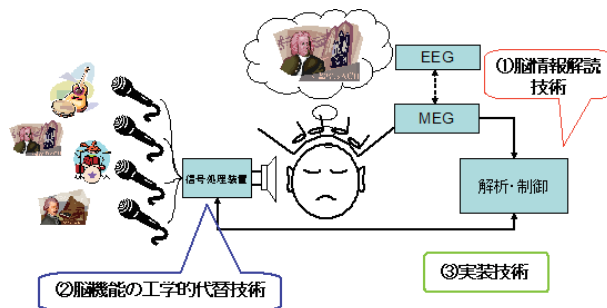 EEG
MEG
①脳情報解読
技術
信号処理装置
解析・制御
②脳機能の工学的代替技術
③実装技術